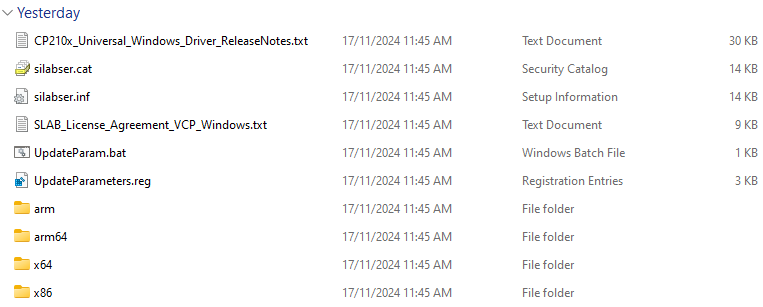 Yesterday
CP210x_Universal_Windows_Driver_ReleaseNotes.txt 17/11/2024 11:45 AM Text Document 30 KB
silabser.cat 17/11/2024 11:45 AM Security Catalog 14 KB
silabser.inf 17/11/2024 11:45 AM Setup Information 14 KB
SLAB_License_Agreement_VCP_Windows.txt 17/11/2024 11:45 AM Text Document 9 KB
UpdateParam.bat 17/11/2024 11:45 AM Windows Batch File 1 KB
UpdateParameters.reg 17/11/2024 11:45 AM Registration Entries 3 KB
arm 17/11/2024 11:45 AM File folder
arm64 17/11/2024 11:45 AM File folder
x64 17/11/2024 11:45 AM File folder
x86 17/11/2024 11:45 AM File folder